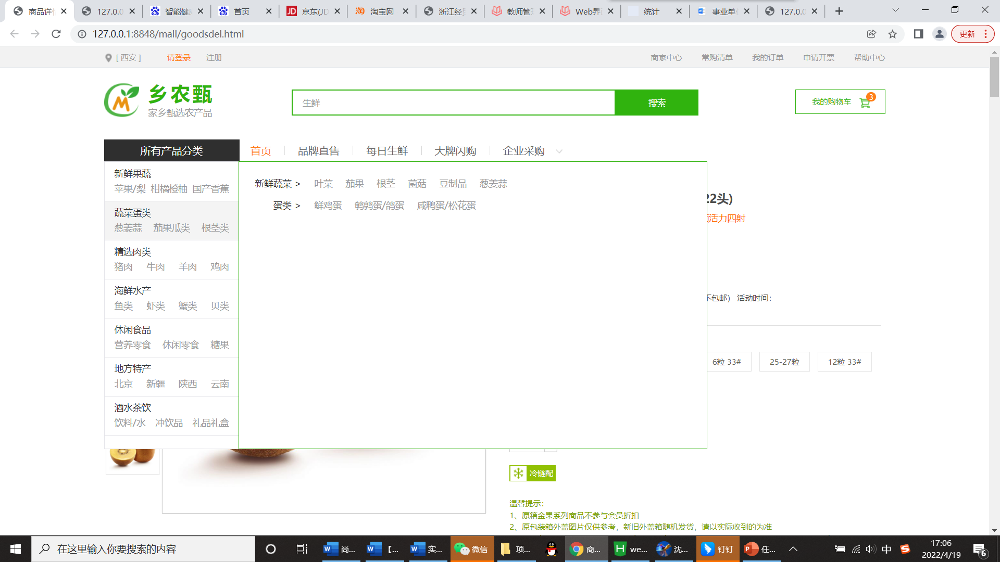 商品详情 127.0.0 智能健康 首页 京东(JD 淘宝网 浙江经贸 教师管理 Web界面 统计 事业单位 127.0.0
127.0.0.1:8848/mall/goodsdel.html 更新
[ 西安 ] 请登录 注册 商家中心 常购清单 我的订单 申请开票 帮助中心
乡农甄
家乡甄选农产品
生鲜 搜索
我的购物车 3
所有产品分类 首页 品牌直售 每日生鲜 大牌闪购 企业采购
新鲜果蔬
苹果/梨 柑橘橙柚 国产香蕉
蔬菜蛋类
葱姜蒜 茄果瓜类 根茎类
精选肉类
猪肉 牛肉 羊肉 鸡肉
海鲜水产
鱼类 虾类 蟹类 贝类
休闲食品
营养零食 休闲零食 糖果
地方特产
北京 新疆 陕西 云南
酒水茶饮
饮料/水 冲饮品 礼品礼盒
新鲜蔬菜 > 叶菜 茄果 根茎 菌菇 豆制品 葱姜蒜
蛋类 > 鲜鸡蛋 鹌鹑蛋/鸽蛋 咸鸭蛋/松花蛋
22头)
活力四射
不包邮） 活动时间：
6粒 33# 25-27粒 12粒 33#
冷链配
温馨提示：
1、原箱金果系列商品不参与会员折扣
2、原包装箱外盖图片仅供参考，新旧外盖箱随机发货，请以实际收到的为准
在这里输入你要搜索的内容 尚... 【... 实... 微信 项... 商... we... 沈... 钉钉 任... 中 17:06
2022/4/19 6